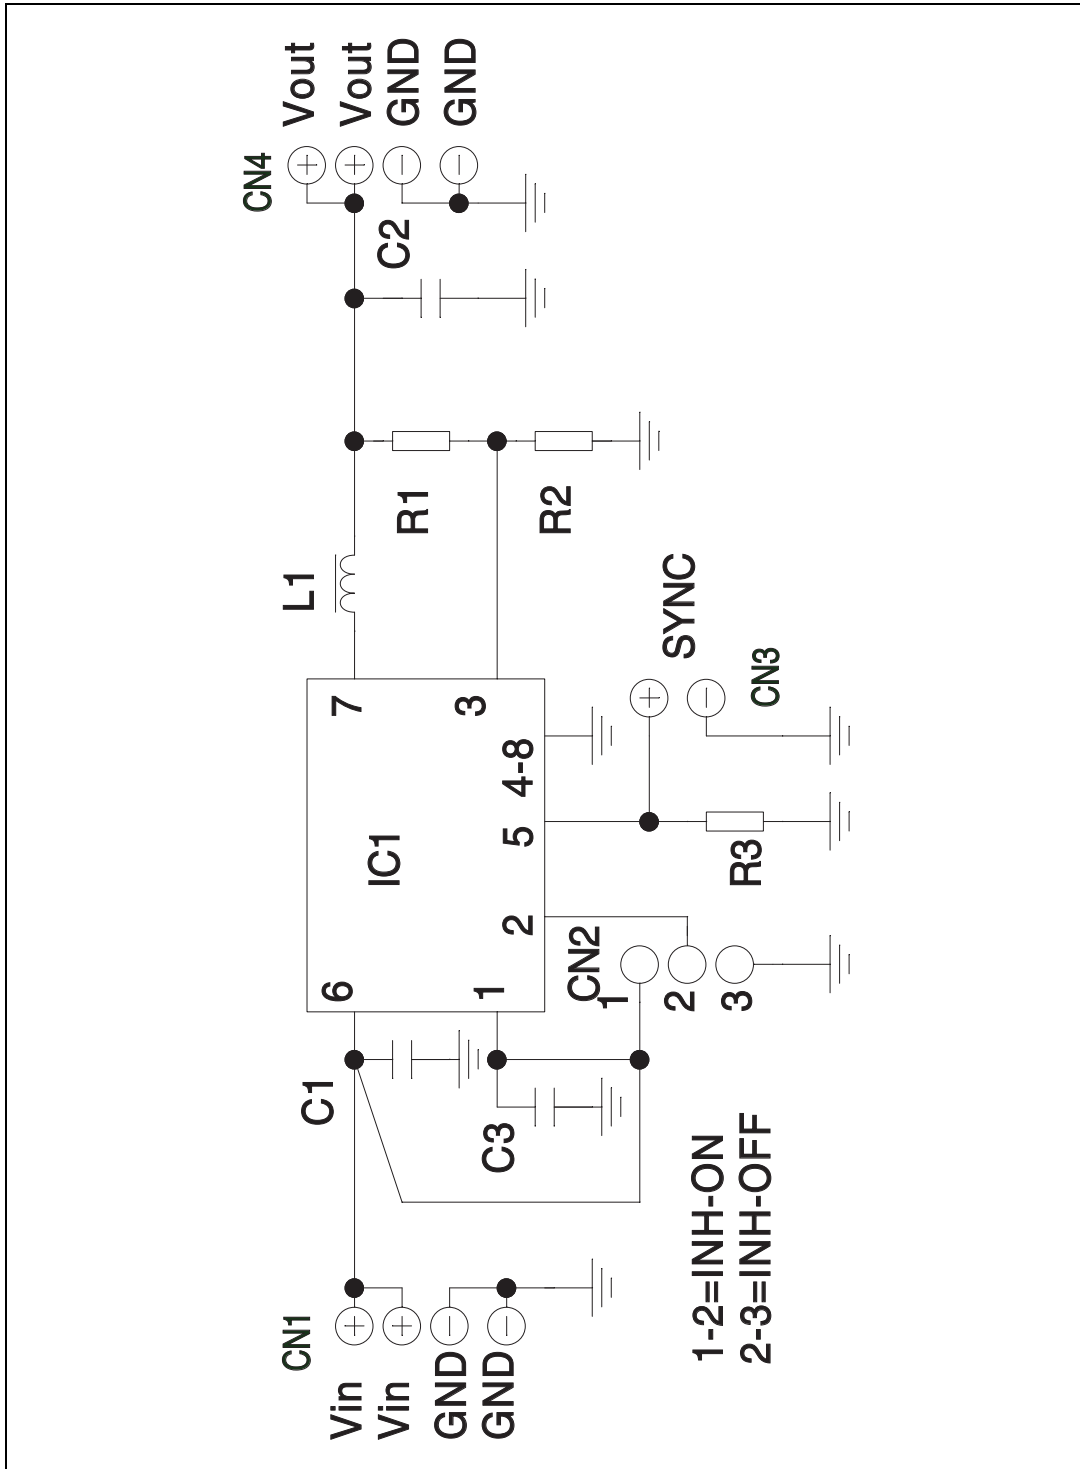 CN1
Vin
Vin
GND
GND
C1
C3
6
1
IC1
2
5
4-8
7
3
CN2
1
2
3
R3
SYNC
CN3
L1
R1
R2
C2
CN4
Vout
Vout
GND
GND
1-2=INH-ON
2-3=INH-OFF